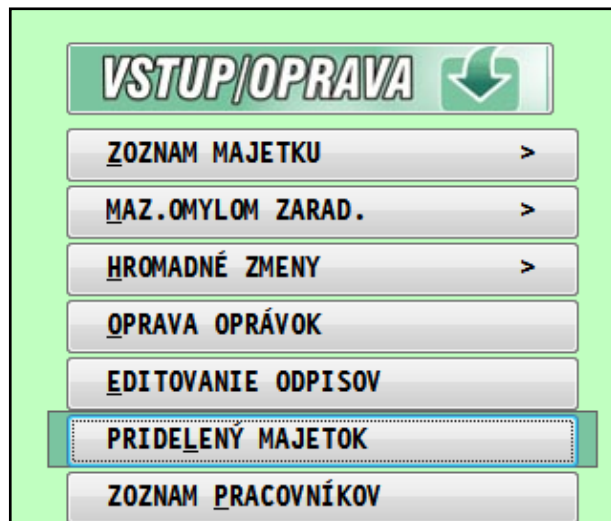 VSTUP/OPRAVA
ZOZNAM MAJETKU >
MAZ.OMYLOM ZARAD. >
HROMADNÉ ZMENY >
OPRAVA OPRÁVOK
EDITOVANIE ODPISOV
PRIDELENÝ MAJETOK
ZOZNAM PRACOVNÍKOV